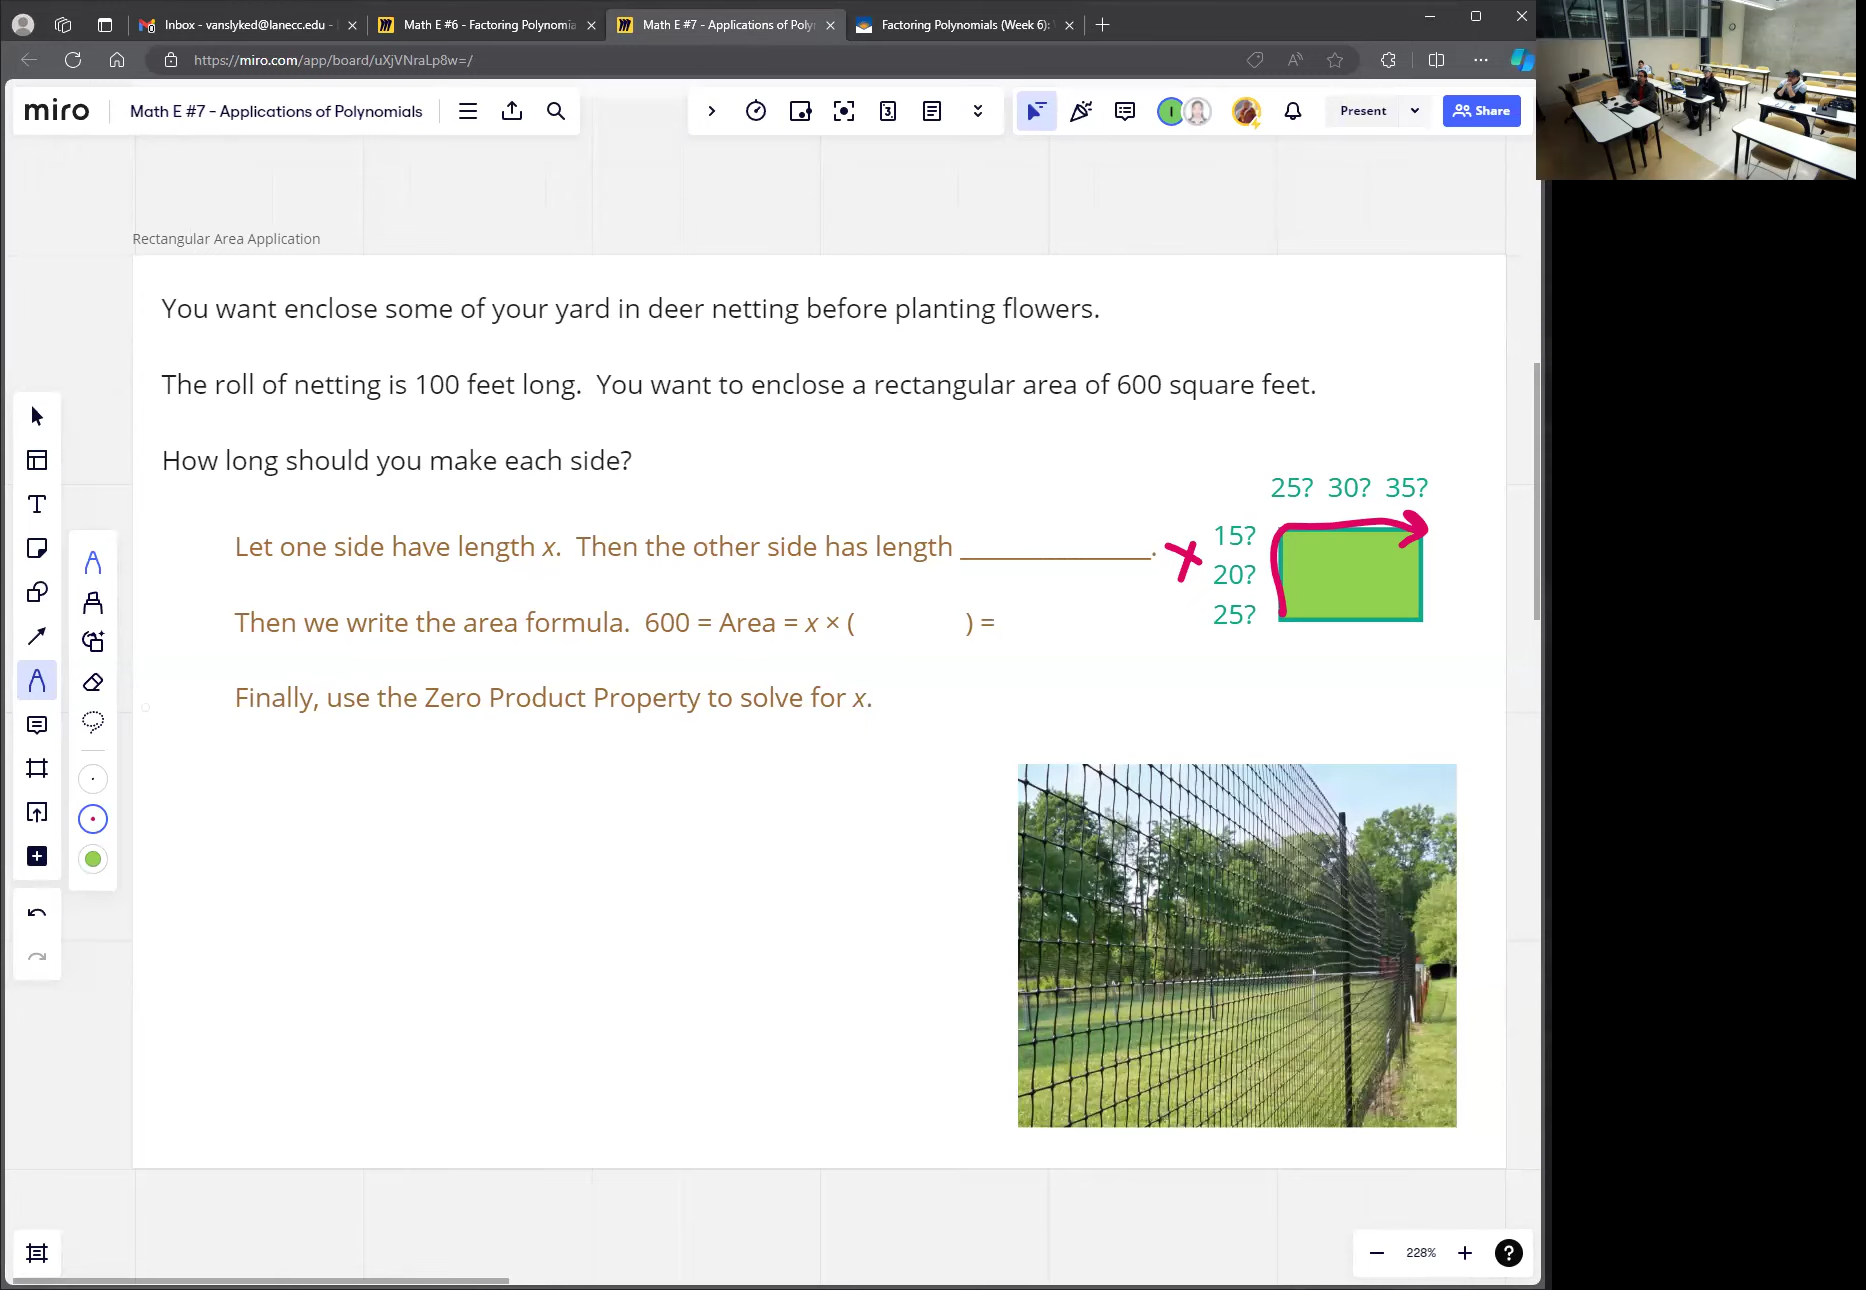 Inbox - vanslyked@lanecc.edu -
Math E #6 - Factoring Polynomia
Math E #7 - Applications of Poly
Factoring Polynomials (Week 6):
https://miro.com/app/board/uXjVNraLp8w=/
miro
Math E #7 - Applications of Polynomials
Present
Share
Rectangular Area Application
You want enclose some of your yard in deer netting before planting flowers.
The roll of netting is 100 feet long. You want to enclose a rectangular area of 600 square feet.
How long should you make each side?
25? 30? 35?
Let one side have length x. Then the other side has length ______________.
x
15?
20?
25?
Then we write the area formula. 600 = Area = x × ( ) =
Finally, use the Zero Product Property to solve for x.
228%